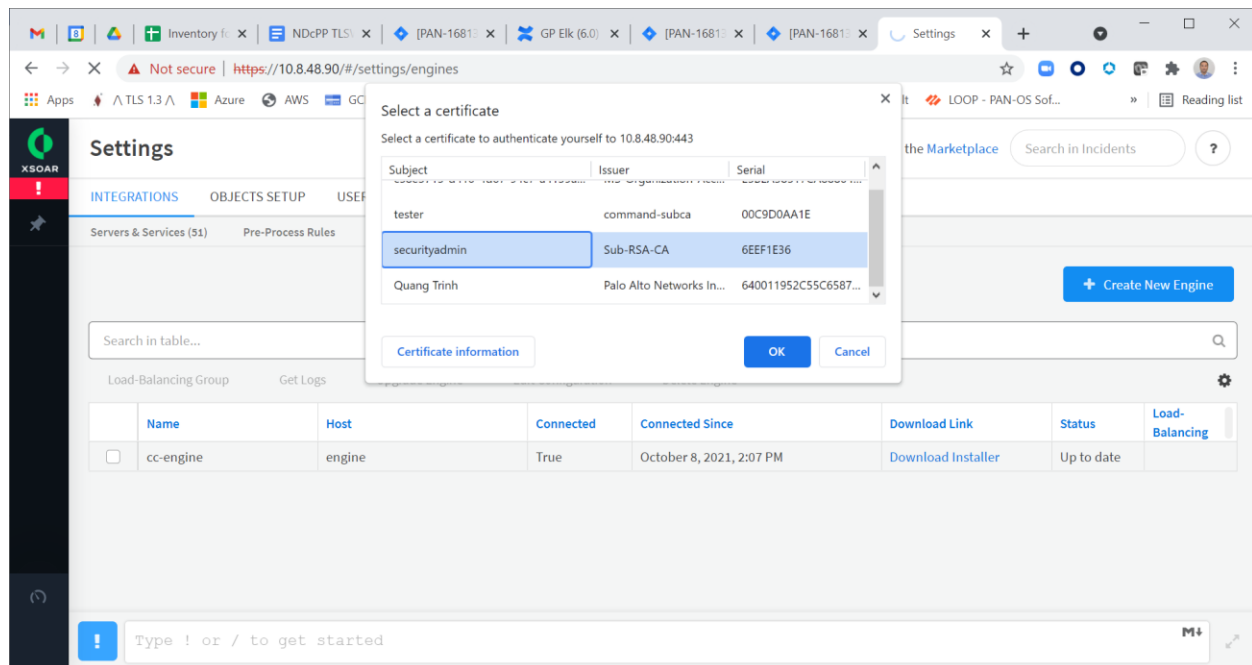 Inventory fo
NDcPP TLSV
[PAN-16813
GP Elk (6.0)
[PAN-16813
[PAN-16813
Settings
Not secure | https://10.8.48.90/#/settings/engines
Apps
TLS 1.3
Azure
AWS
LOOP - PAN-OS Sof...
»
Reading list
Select a certificate
Select a certificate to authenticate yourself to 10.8.48.90:443
Subject Issuer Serial
tester command-subca 00C9D0AA1E
securityadmin Sub-RSA-CA 6EEF1E36
Quang Trinh Palo Alto Networks In... 640011952C55C6587...
Certificate information OK Cancel
XSOAR
Settings
the Marketplace
Search in Incidents
?
INTEGRATIONS OBJECTS SETUP USER
Servers & Services (51) Pre-Process Rules
+ Create New Engine
Search in table...
Load-Balancing Group Get Logs
Name Host Connected Connected Since Download Link Status Load-Balancing
cc-engine engine True October 8, 2021, 2:07 PM Download Installer Up to date
! Type ! or / to get started
M↓